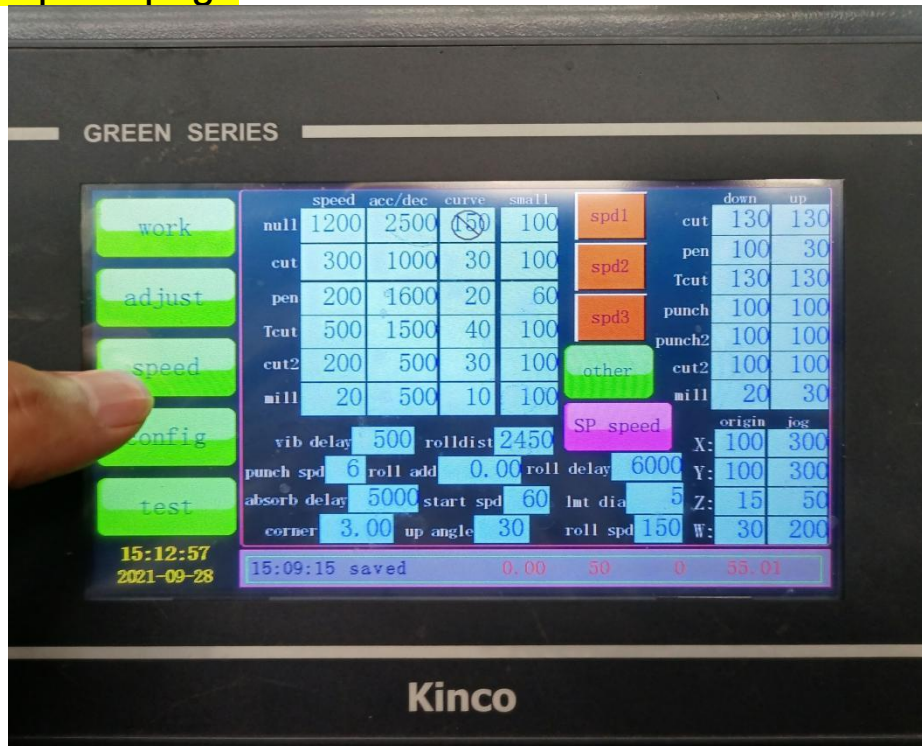 GREEN SERIES
speed acc/dec curve small
null 1200 2500 150 100
cut 300 1000 30 100
pen 200 1600 20 60
Tcut 500 1500 40 100
cut2 200 500 30 100
mill 20 500 10 100
work
adjust
speed
config
test
spd1
spd2
spd3
other
SP speed
down up
cut 130 130
pen 100 30
Tcut 130 130
punch 100 100
punch2 100 100
cut2 100 100
mill 20 30
origin jog
X: 100 300
Y: 100 300
Z: 15 50
W: 30 200
vib delay 500 rolldist 2450
punch spd 6 roll add 0.00 roll delay 6000
absorb delay 5000 start spd 60 lmt dia 5
corner 3.00 up angle 30 roll spd 150
15:12:57
2021-09-28
15:09:15 saved 0.00 50 0 53.01
Kinco